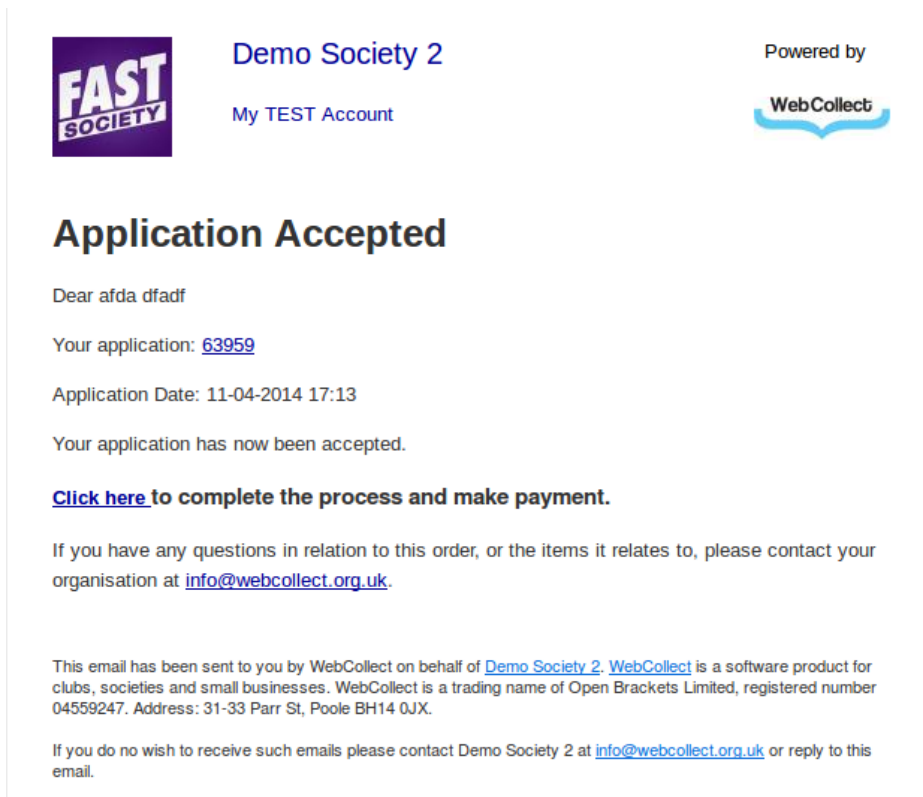 FAST
SOCIETY
Demo Society 2
My TEST Account
Powered by
WebCollect
Application Accepted
Dear afda dfadf
Your application: 63959
Application Date: 11-04-2014 17:13
Your application has now been accepted.
Click here to complete the process and make payment.
If you have any questions in relation to this order, or the items it relates to, please contact your
organisation at info@webcollect.org.uk.
This email has been sent to you by WebCollect on behalf of Demo Society 2. WebCollect is a software product for
clubs, societies and small businesses. WebCollect is a trading name of Open Brackets Limited, registered number
04559247. Address: 31-33 Parr St, Poole BH14 0JX.
If you do no wish to receive such emails please contact Demo Society 2 at info@webcollect.org.uk or reply to this
email.